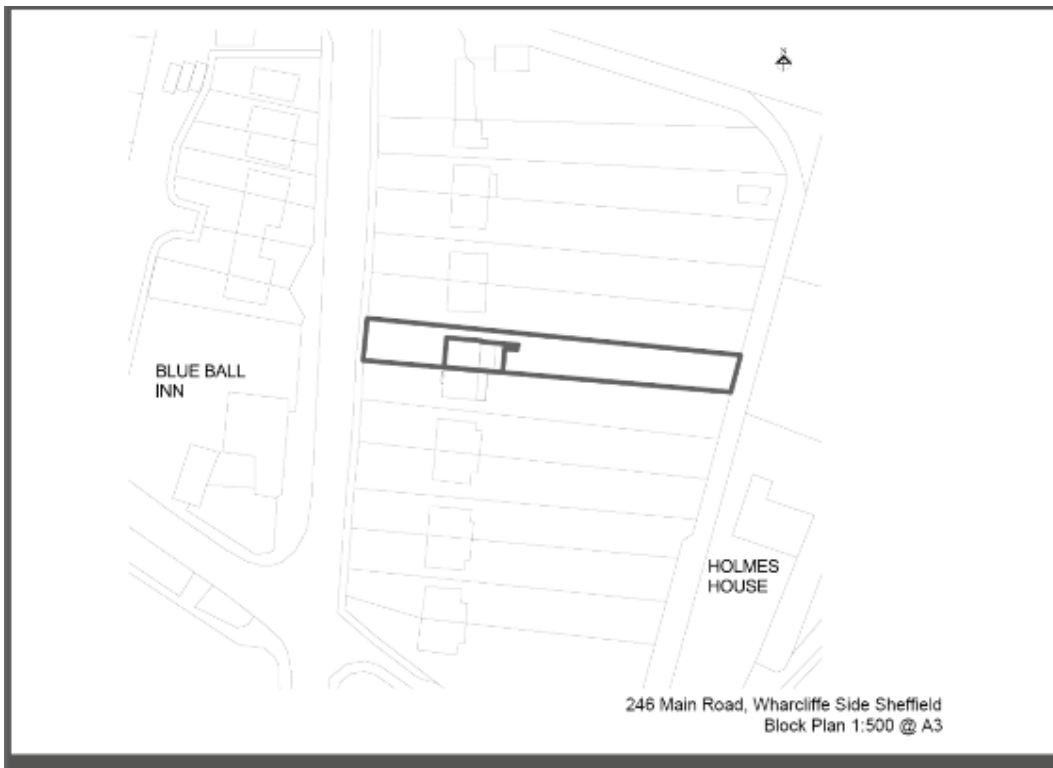 N
BLUE BALL
INN
HOLMES
HOUSE
246 Main Road, Wharcliffe Side Sheffield
Block Plan 1:500 @ A3